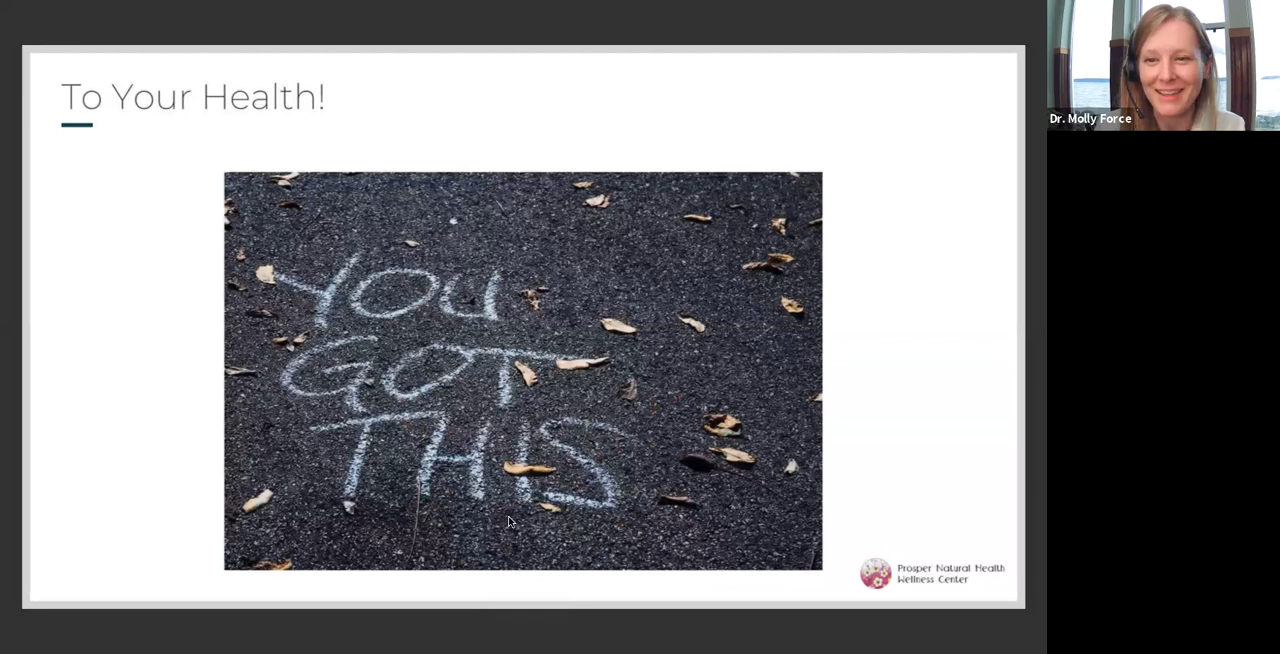 To Your Health!
YOU
GOT
THIS
Prosper Natural Health
Wellness Center
Dr. Molly Force